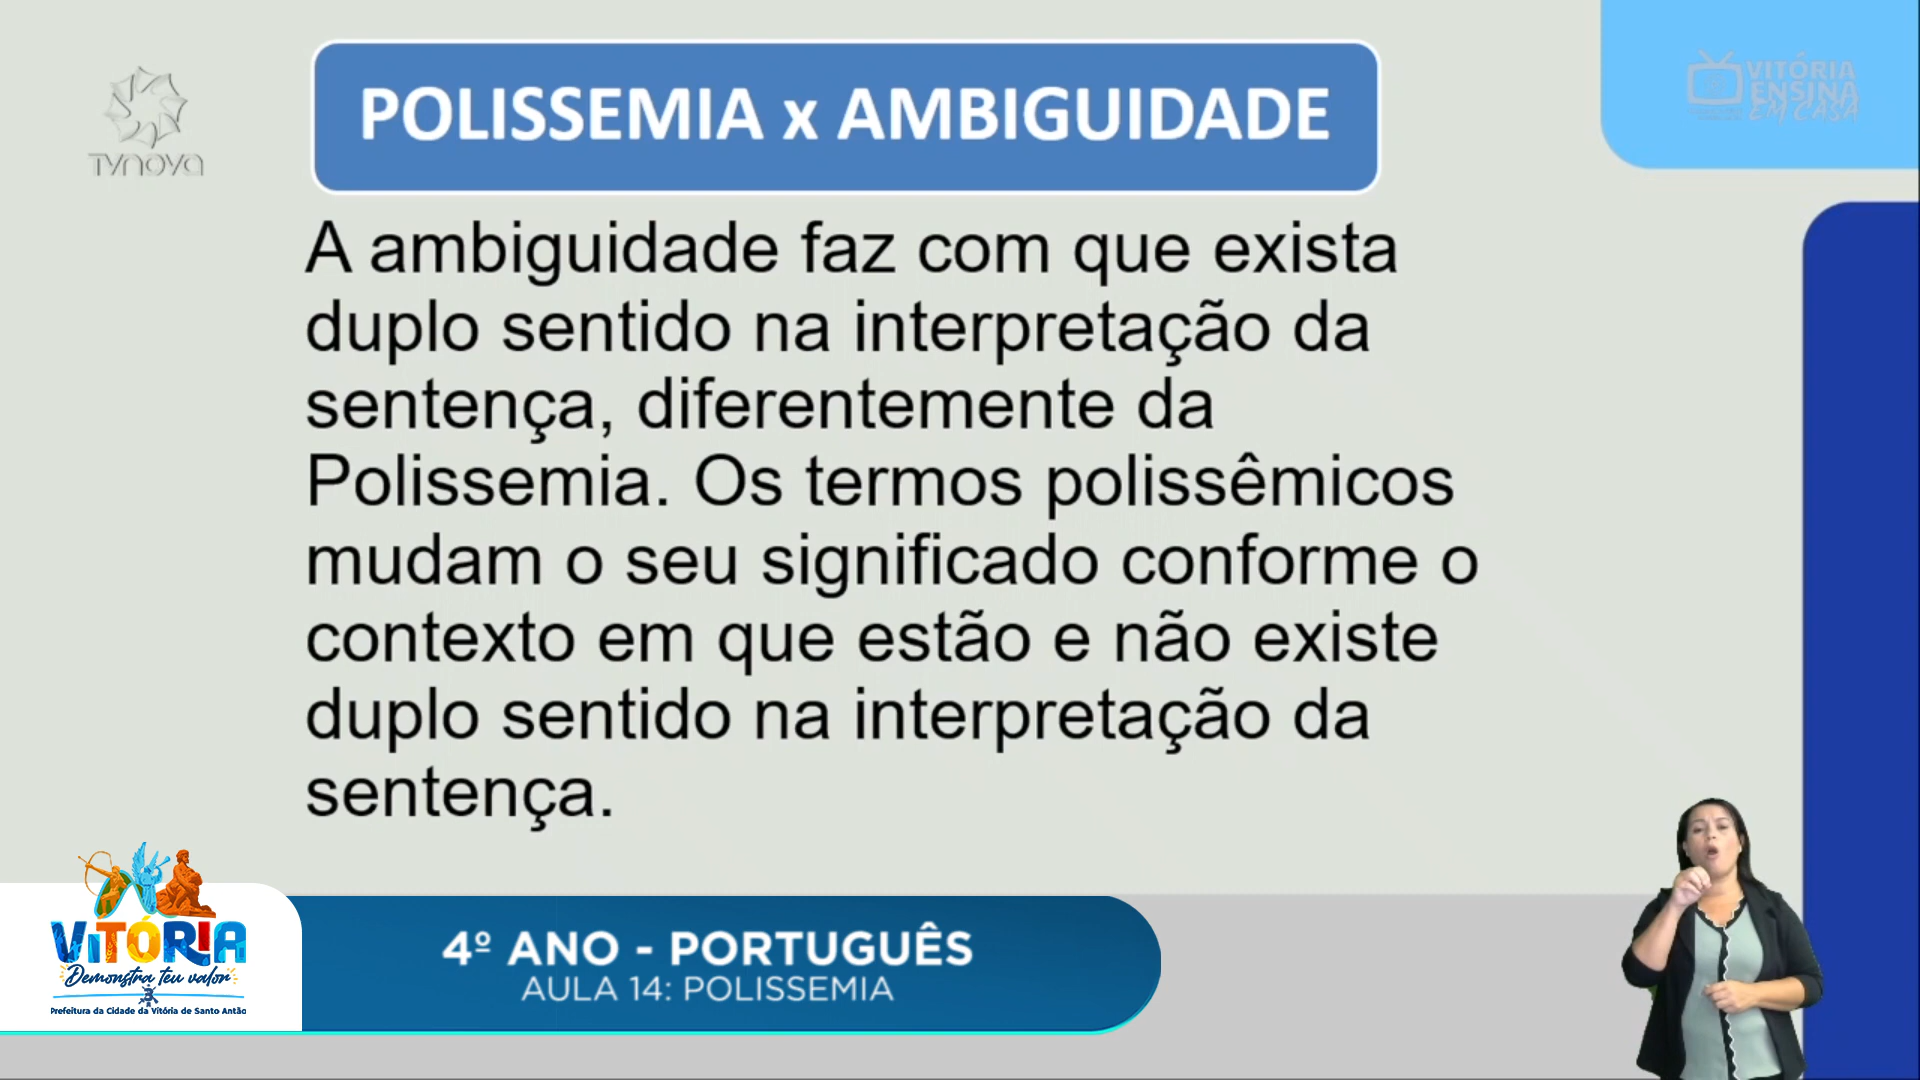 POLISSEMIA x AMBIGUIDADE
TVNOVA
VITÓRIA
ENSINA
EM CASA
A ambiguidade faz com que exista
duplo sentido na interpretação da
sentença, diferentemente da
Polissemia. Os termos polissêmicos
mudam o seu significado conforme o
contexto em que estão e não existe
duplo sentido na interpretação da
sentença.
VITÓRIA
Demonstra teu valor
Prefeitura da Cidade da Vitória de Santo Antão
4º ANO - PORTUGUÊS
AULA 14: POLISSEMIA